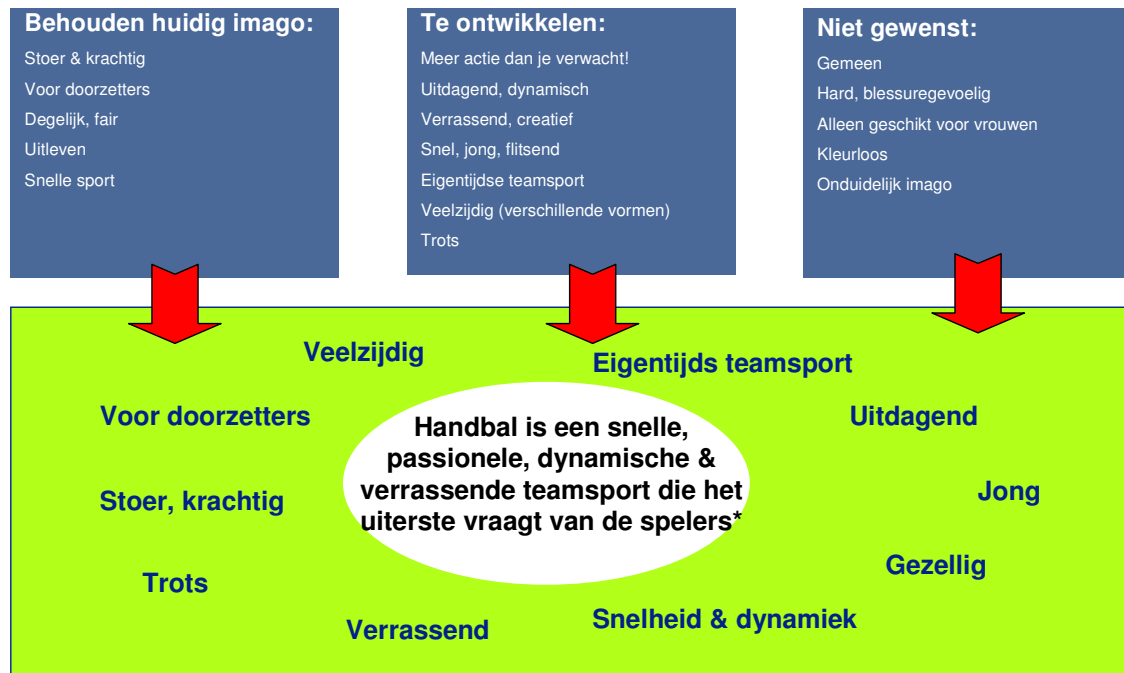 Behouden huidig imago:
Stoer & krachtig
Voor doorzetters
Degelijk, fair
Uitleven
Snelle sport
Te ontwikkelen:
Meer actie dan je verwacht!
Uitdagend, dynamisch
Verrassend, creatief
Snel, jong, flitsend
Eigentijdse teamsport
Veelzijdig (verschillende vormen)
Trots
Niet gewenst:
Gemeen
Hard, blessuregevoelig
Alleen geschikt voor vrouwen
Kleurloos
Onduidelijk imago
Veelzijdig
Eigentijds teamsport
Voor doorzetters
Uitdagend
Handbal is een snelle,
passionele, dynamische &
verrassende teamsport die het
uiterste vraagt van de spelers*
Stoer, krachtig
Jong
Gezellig
Trots
Snelheid & dynamiek
Verrassend